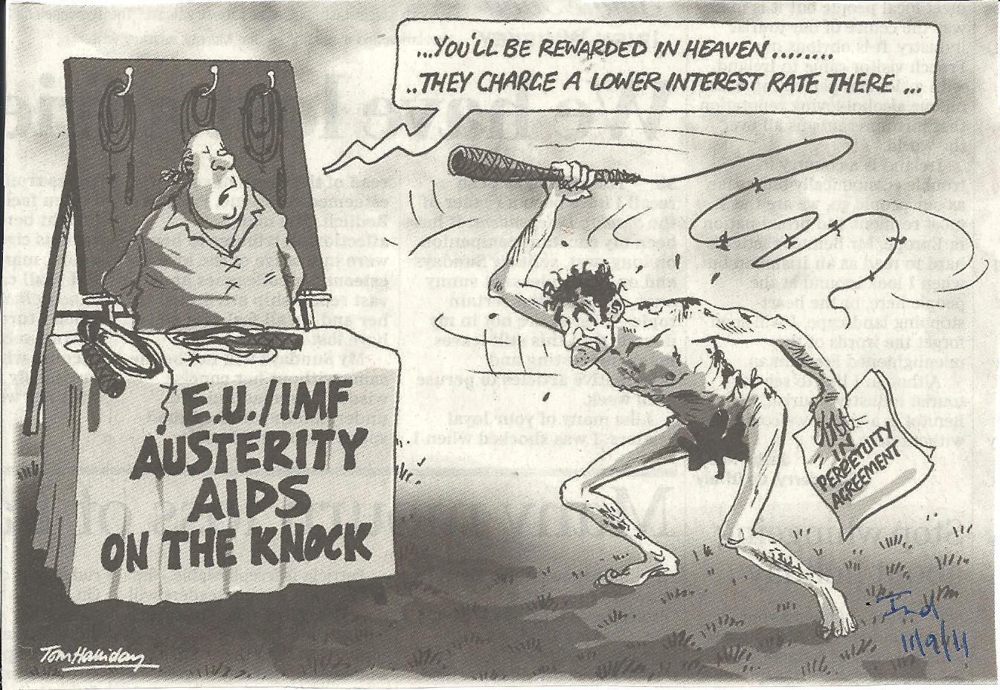 ...YOU'LL BE REWARDED IN HEAVEN........
..THEY CHARGE A LOWER INTEREST RATE THERE ...
E.U./IMF
AUSTERITY
AIDS
ON THE KNOCK
IN
PERPETUITY
AGREEMENT
Tom Halliday
Ind
11/9/11